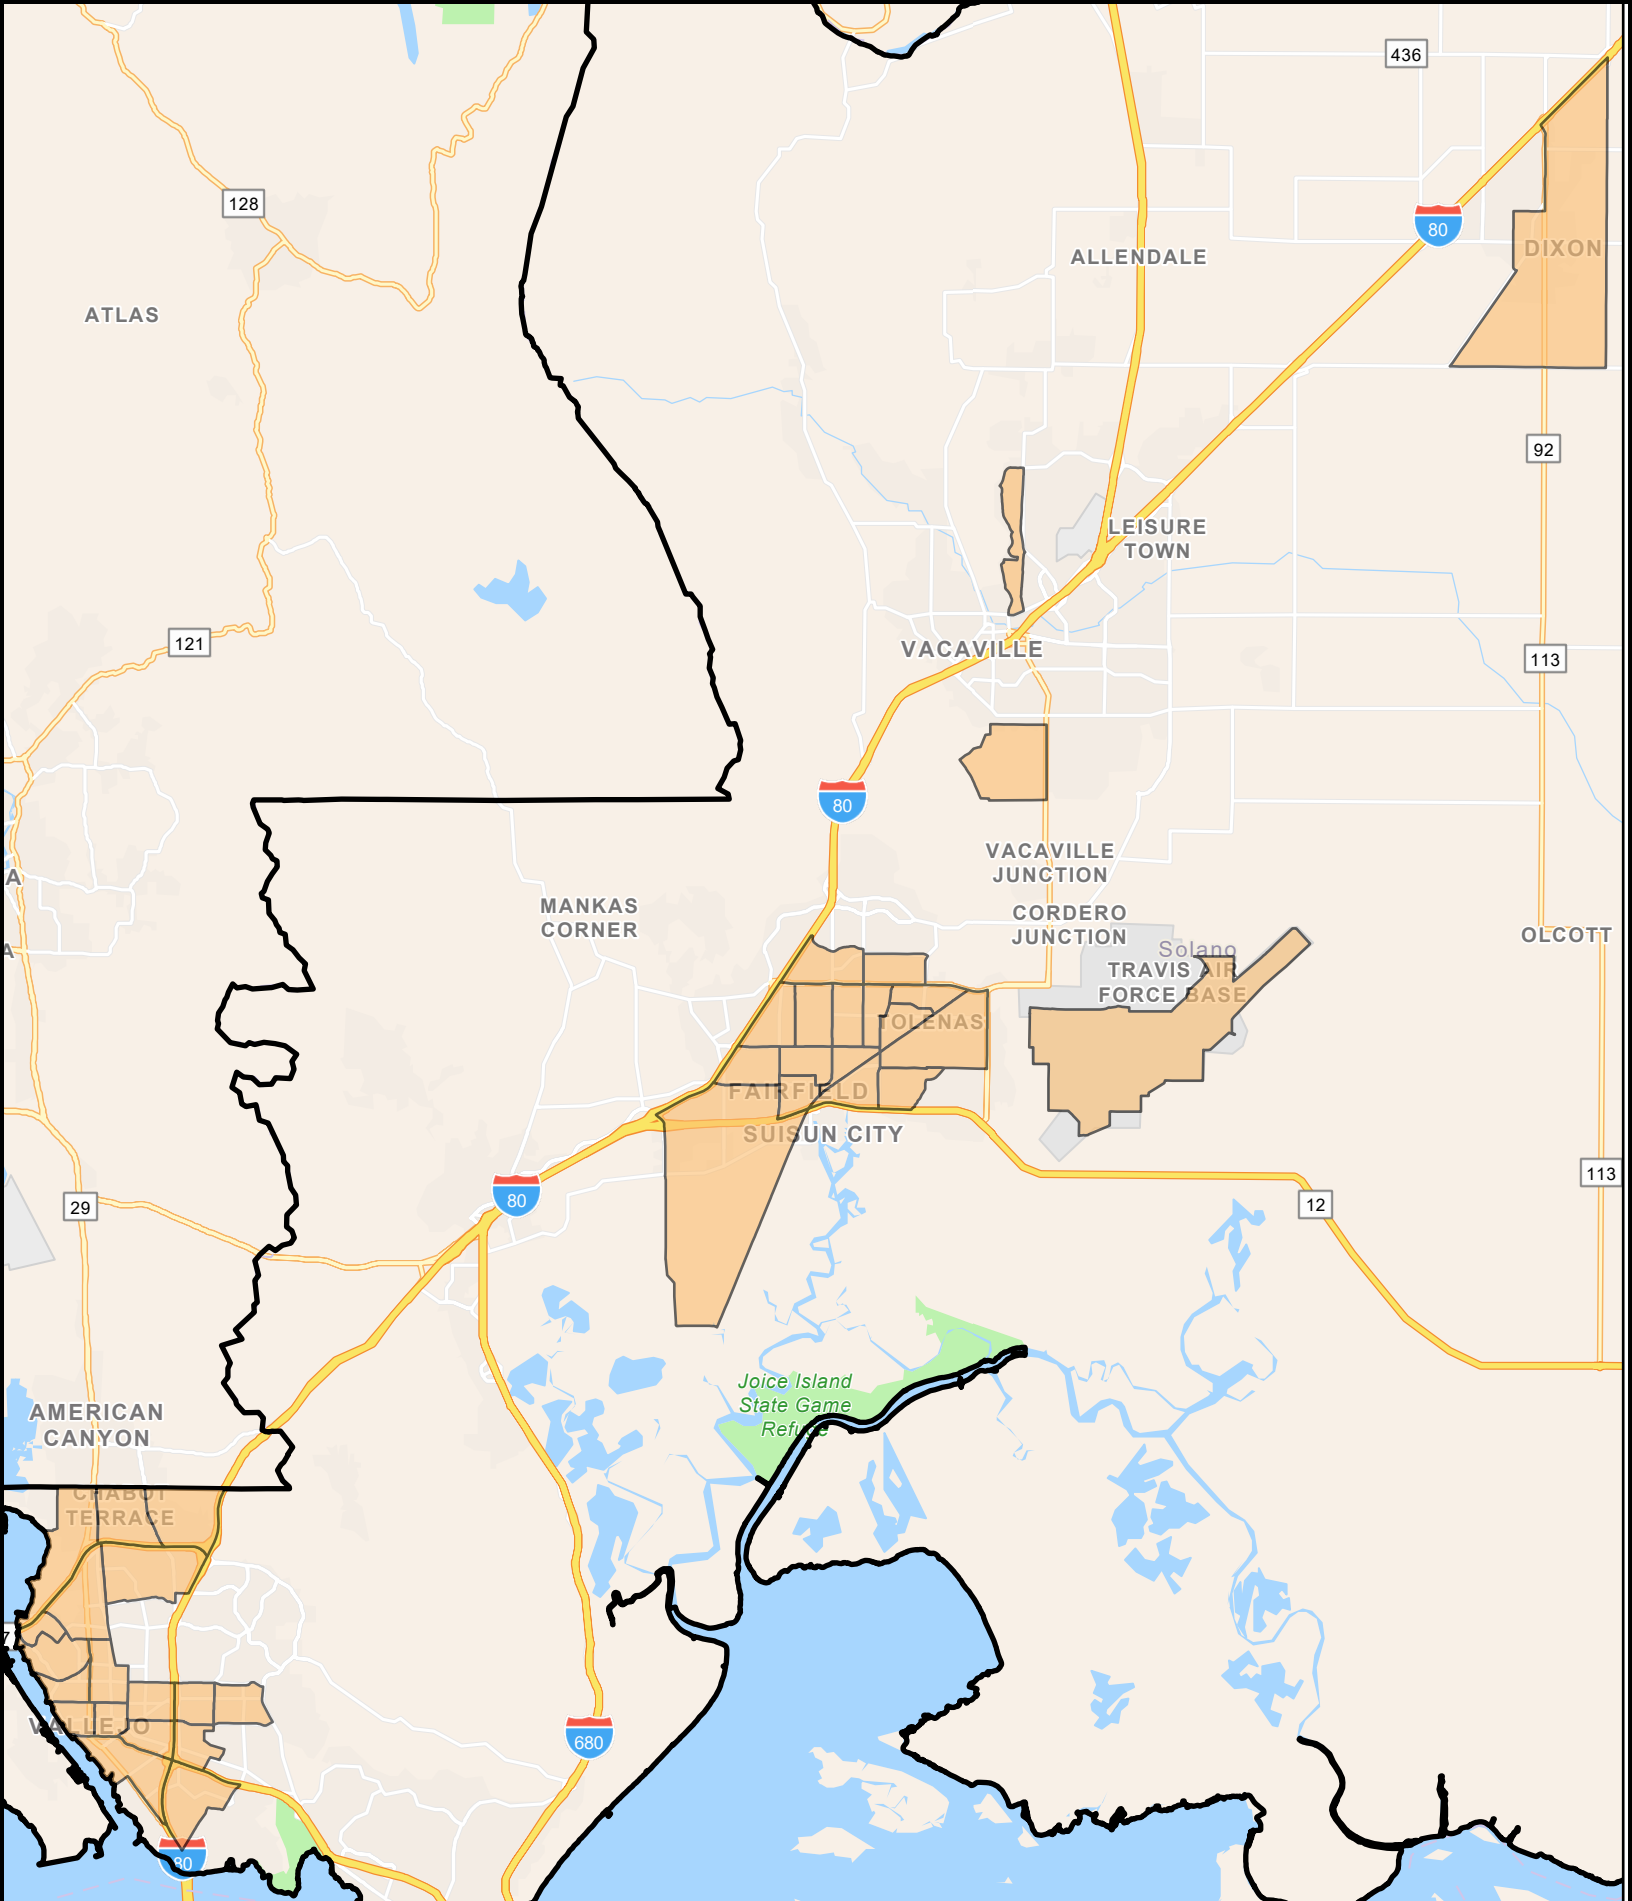 436
128
80
DIXON
ALLENDALE
ATLAS
92
LEISURE
TOWN
121
VACAVILLE
113
80
VACAVILLE
JUNCTION
A
MANKAS
CORNER
CORDERO
JUNCTION
A
Solano
OLCOTT
TRAVIS AIR
FORCE BASE
TOLENAS
FAIRFIELD
SUISUN CITY
113
80
29
12
Joice Island
State Game
Refuge
AMERICAN
CANYON
CHABOT
TERRACE
7
VALLEJO
680
80